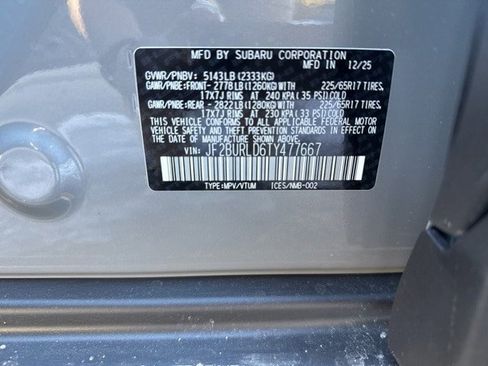 MFD BY SUBARU CORPORATION
MFD IN 12/25
GVWR/PNBV: 5143LB (2333KG)
GAWR/PNBE:FRONT- 2778LB (1260KG)WITH 225/65R17 TIRES,
17X7J RIMS AT 240 KPA (35 PSI)COLD
GAWR/PNBE:REAR - 2822LB (1280KG)WITH 225/65R17 TIRES,
17X7J RIMS AT 230 KPA (33 PSI)COLD
THIS VEHICLE CONFORMS TO ALL APPLICABLE FEDERAL MOTOR VEHICLE
SAFETY AND THEFT PREVENTION STANDARDS IN EFFECT ON THE DATE
OF MANUFACTURE SHOWN ABOVE.
VIN: JF2BURLD6TY477667
TYPE:MPV/VTUM ICES/NMB-002